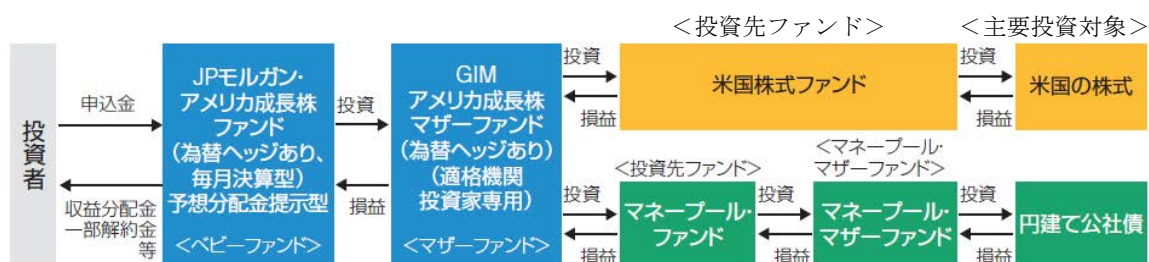 ＜投資先ファンド＞
＜主要投資対象＞
投資者
申込金
収益分配金
一部解約金
等
JPモルガン・
アメリカ成長株
ファンド
(為替ヘッジあり、
毎月決算型)
予想分配金提示型
＜ベビーファンド＞
投資
損益
GIM
アメリカ成長株
マザーファンド
(為替ヘッジあり)
(適格機関
投資家専用)
＜マザーファンド＞
投資
損益
米国株式ファンド
投資
損益
米国の株式
投資
損益
＜投資先ファンド＞
マネープール・
ファンド
投資
損益
＜マネープール・
マザーファンド＞
マネープール・
マザーファンド
投資
損益
円建て公社債